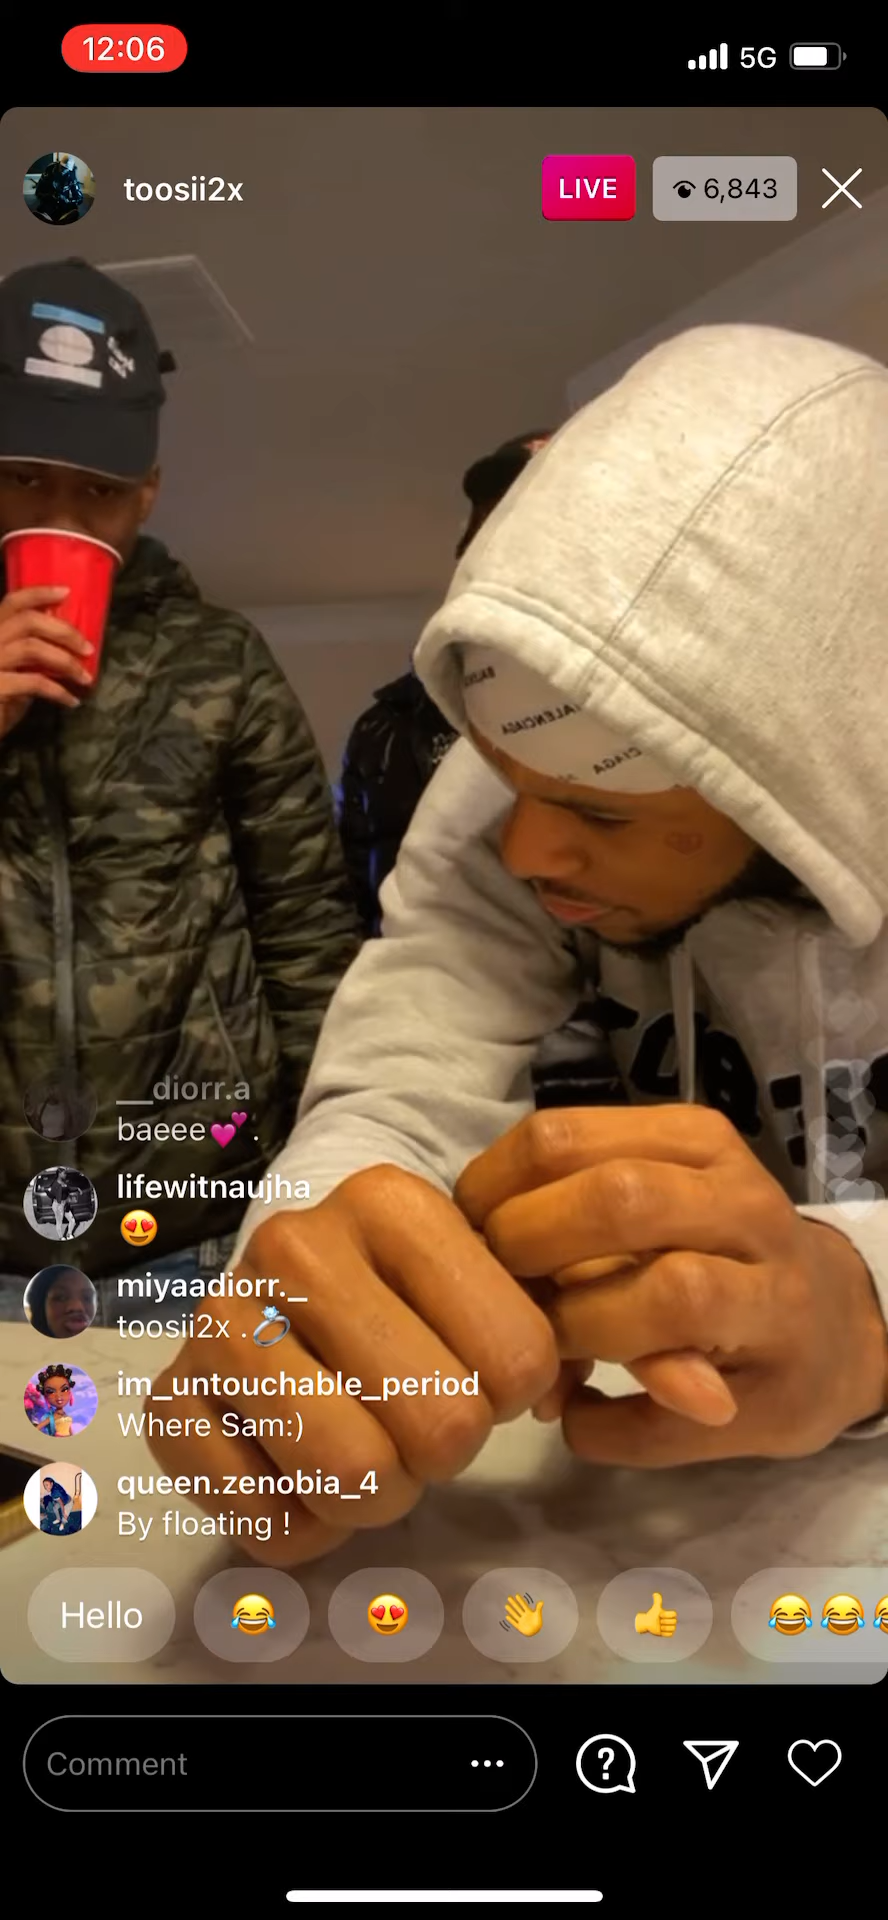 12:06
5G
toosii2x
LIVE
6,843
BALENCIAGA
__diorr.a
baeee💕.
lifewitnaujha
😍
miyaadiorr._
toosii2x .💍
im_untouchable_period
Where Sam:)
queen.zenobia_4
By floating !
Hello 😂 😍 👋 👍 😂😂
Comment